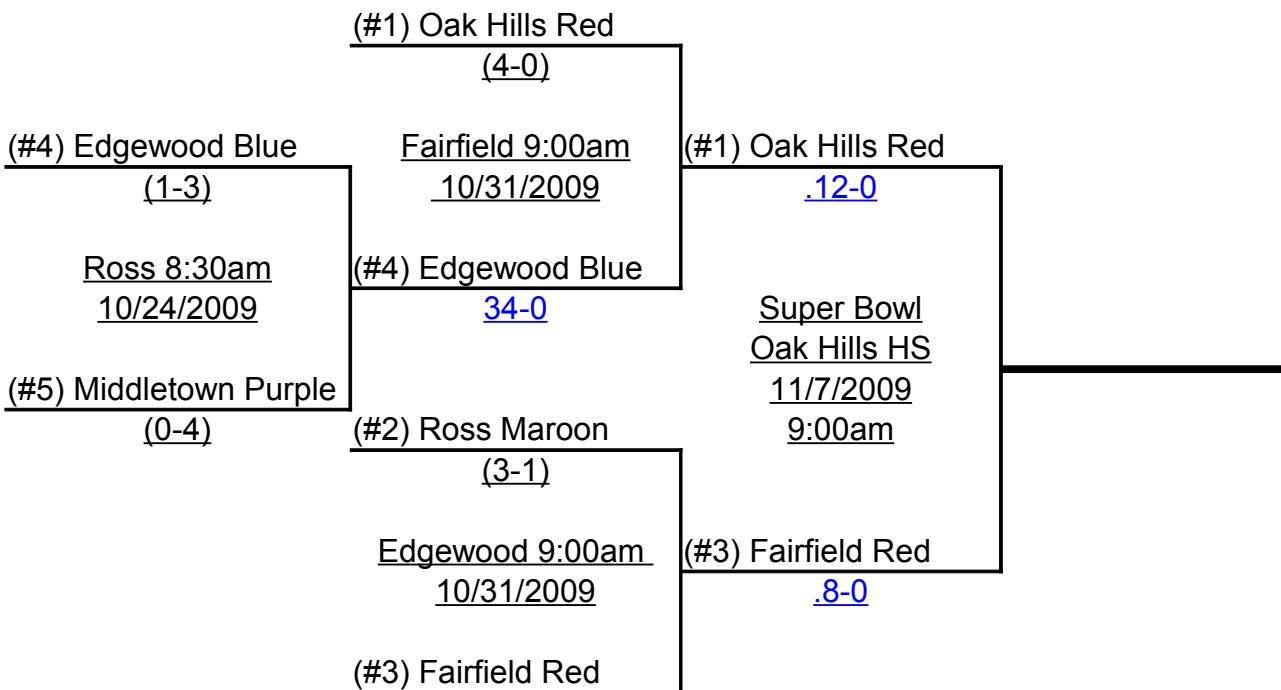 (#1) Oak Hills Red
(4-0)
(#4) Edgewood Blue
(1-3)
Fairfield 9:00am
10/31/2009
(#1) Oak Hills Red
.12-0
Ross 8:30am
10/24/2009
(#4) Edgewood Blue
34-0
Super Bowl
Oak Hills HS
11/7/2009
9:00am
(#5) Middletown Purple
(0-4)
(#2) Ross Maroon
(3-1)
Edgewood 9:00am
10/31/2009
(#3) Fairfield Red
.8-0
(#3) Fairfield Red